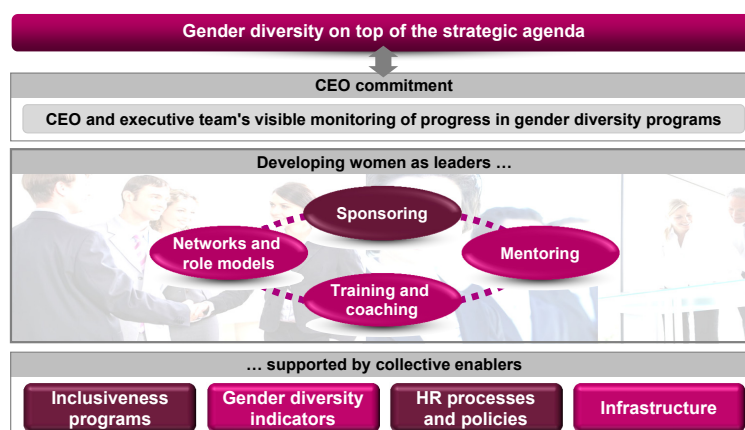 Gender diversity on top of the strategic agenda
CEO commitment
CEO and executive team's visible monitoring of progress in gender diversity programs
Developing women as leaders ...
Sponsoring
Networks and
role models
Mentoring
Training and
coaching
... supported by collective enablers
Inclusiveness
programs
Gender diversity
indicators
HR processes
and policies
Infrastructure